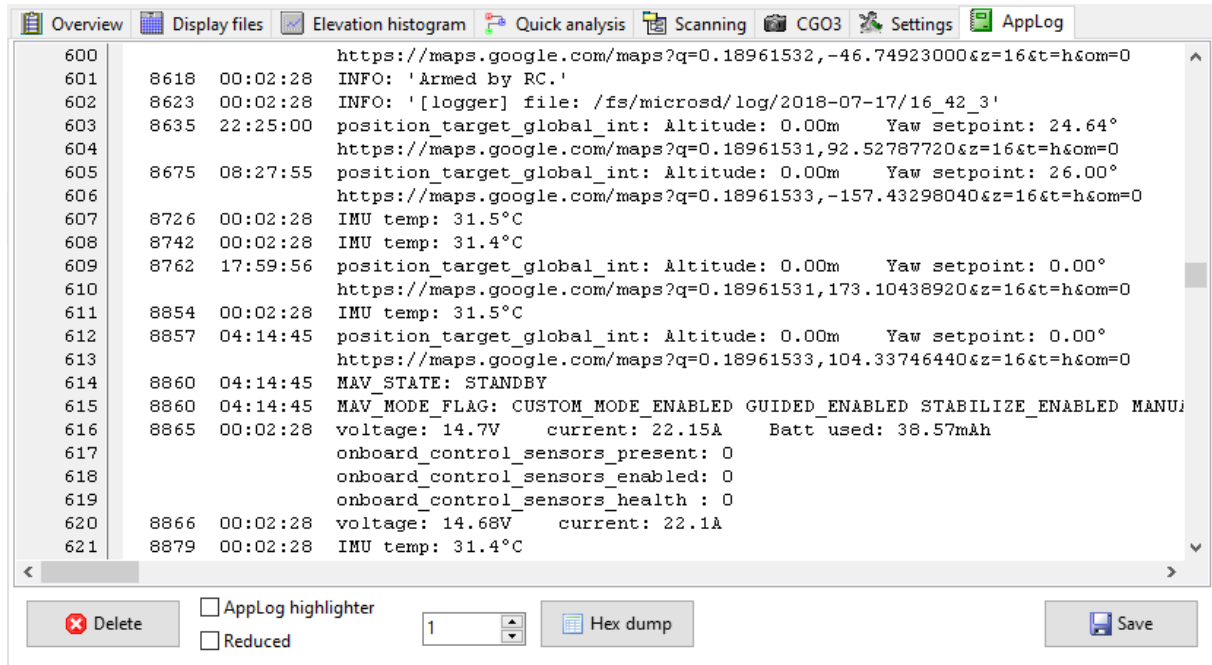 Overview Display files Elevation histogram Quick analysis Scanning CGO3 Settings AppLog
600 https://maps.google.com/maps?q=0.18961532,-46.74923000&z=16&t=h&om=0
601 8618 00:02:28 INFO: 'Armed by RC.'
602 8623 00:02:28 INFO: '[logger] file: /fs/microsd/log/2018-07-17/16_42_3'
603 8635 22:25:00 position_target_global_int: Altitude: 0.00m Yaw setpoint: 24.64°
604 https://maps.google.com/maps?q=0.18961531,92.52787720&z=16&t=h&om=0
605 8675 08:27:55 position_target_global_int: Altitude: 0.00m Yaw setpoint: 26.00°
606 https://maps.google.com/maps?q=0.18961533,-157.43298040&z=16&t=h&om=0
607 8726 00:02:28 IMU temp: 31.5°C
608 8742 00:02:28 IMU temp: 31.4°C
609 8762 17:59:56 position_target_global_int: Altitude: 0.00m Yaw setpoint: 0.00°
610 https://maps.google.com/maps?q=0.18961531,173.10438920&z=16&t=h&om=0
611 8854 00:02:28 IMU temp: 31.5°C
612 8857 04:14:45 position_target_global_int: Altitude: 0.00m Yaw setpoint: 0.00°
613 https://maps.google.com/maps?q=0.18961533,104.33746440&z=16&t=h&om=0
614 8860 04:14:45 MAV_STATE: STANDBY
615 8860 04:14:45 MAV_MODE_FLAG: CUSTOM_MODE_ENABLED GUIDED_ENABLED STABILIZE_ENABLED MANUA
616 8865 00:02:28 voltage: 14.7V current: 22.15A Batt used: 38.57mAh
617 onboard_control_sensors_present: 0
618 onboard_control_sensors_enabled: 0
619 onboard_control_sensors_health : 0
620 8866 00:02:28 voltage: 14.68V current: 22.1A
621 8879 00:02:28 IMU temp: 31.4°C
Delete AppLog highlighter 1 Hex dump Save
Reduced